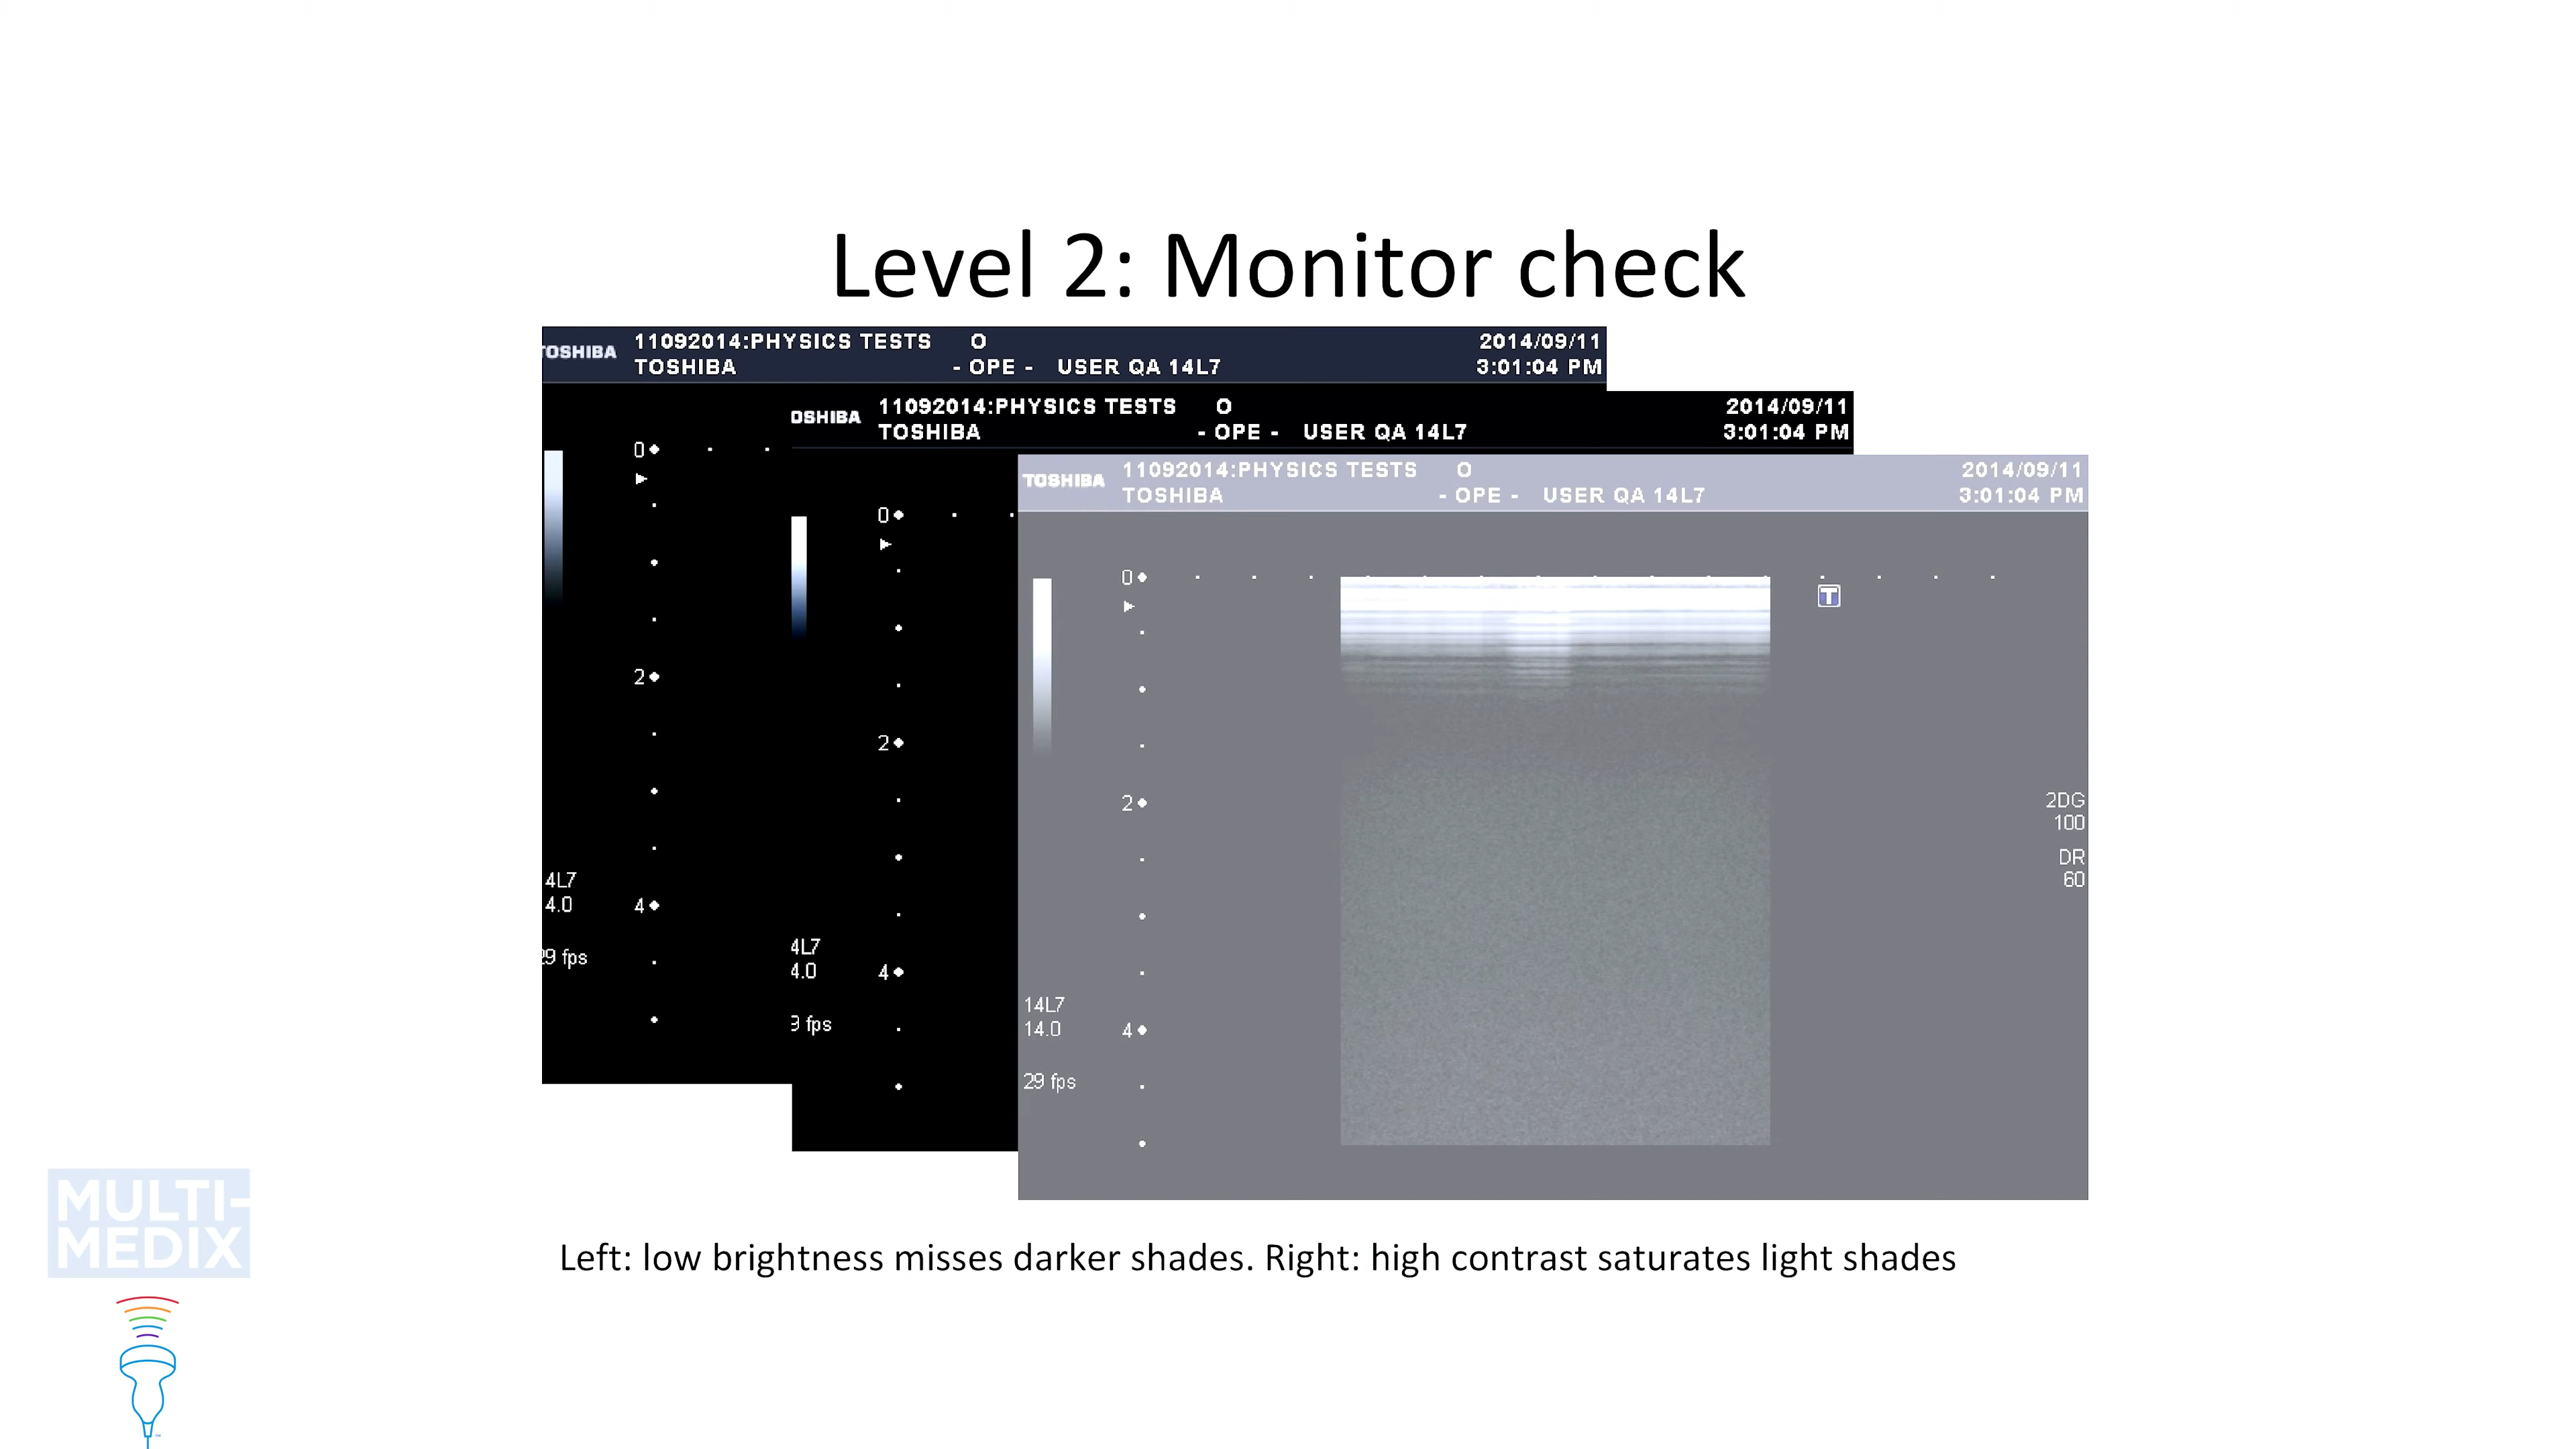 Level 2: Monitor check
TOSHIBA 11092014:PHYSICS TESTS O 2014/09/11
TOSHIBA - OPE - USER QA 14L7 3:01:04 PM
0
2
4L7
4.0
4
29 fps
OSHIBA 11092014:PHYSICS TESTS O 2014/09/11
TOSHIBA - OPE - USER QA 14L7 3:01:04 PM
0
2
4L7
4.0
4
9 fps
TOSHIBA 11092014:PHYSICS TESTS O 2014/09/11
TOSHIBA - OPE - USER QA 14L7 3:01:04 PM
0
T
2
2DG
100
DR
60
14L7
14.0
4
29 fps
Left: low brightness misses darker shades. Right: high contrast saturates light shades
MULTI-
MEDIX